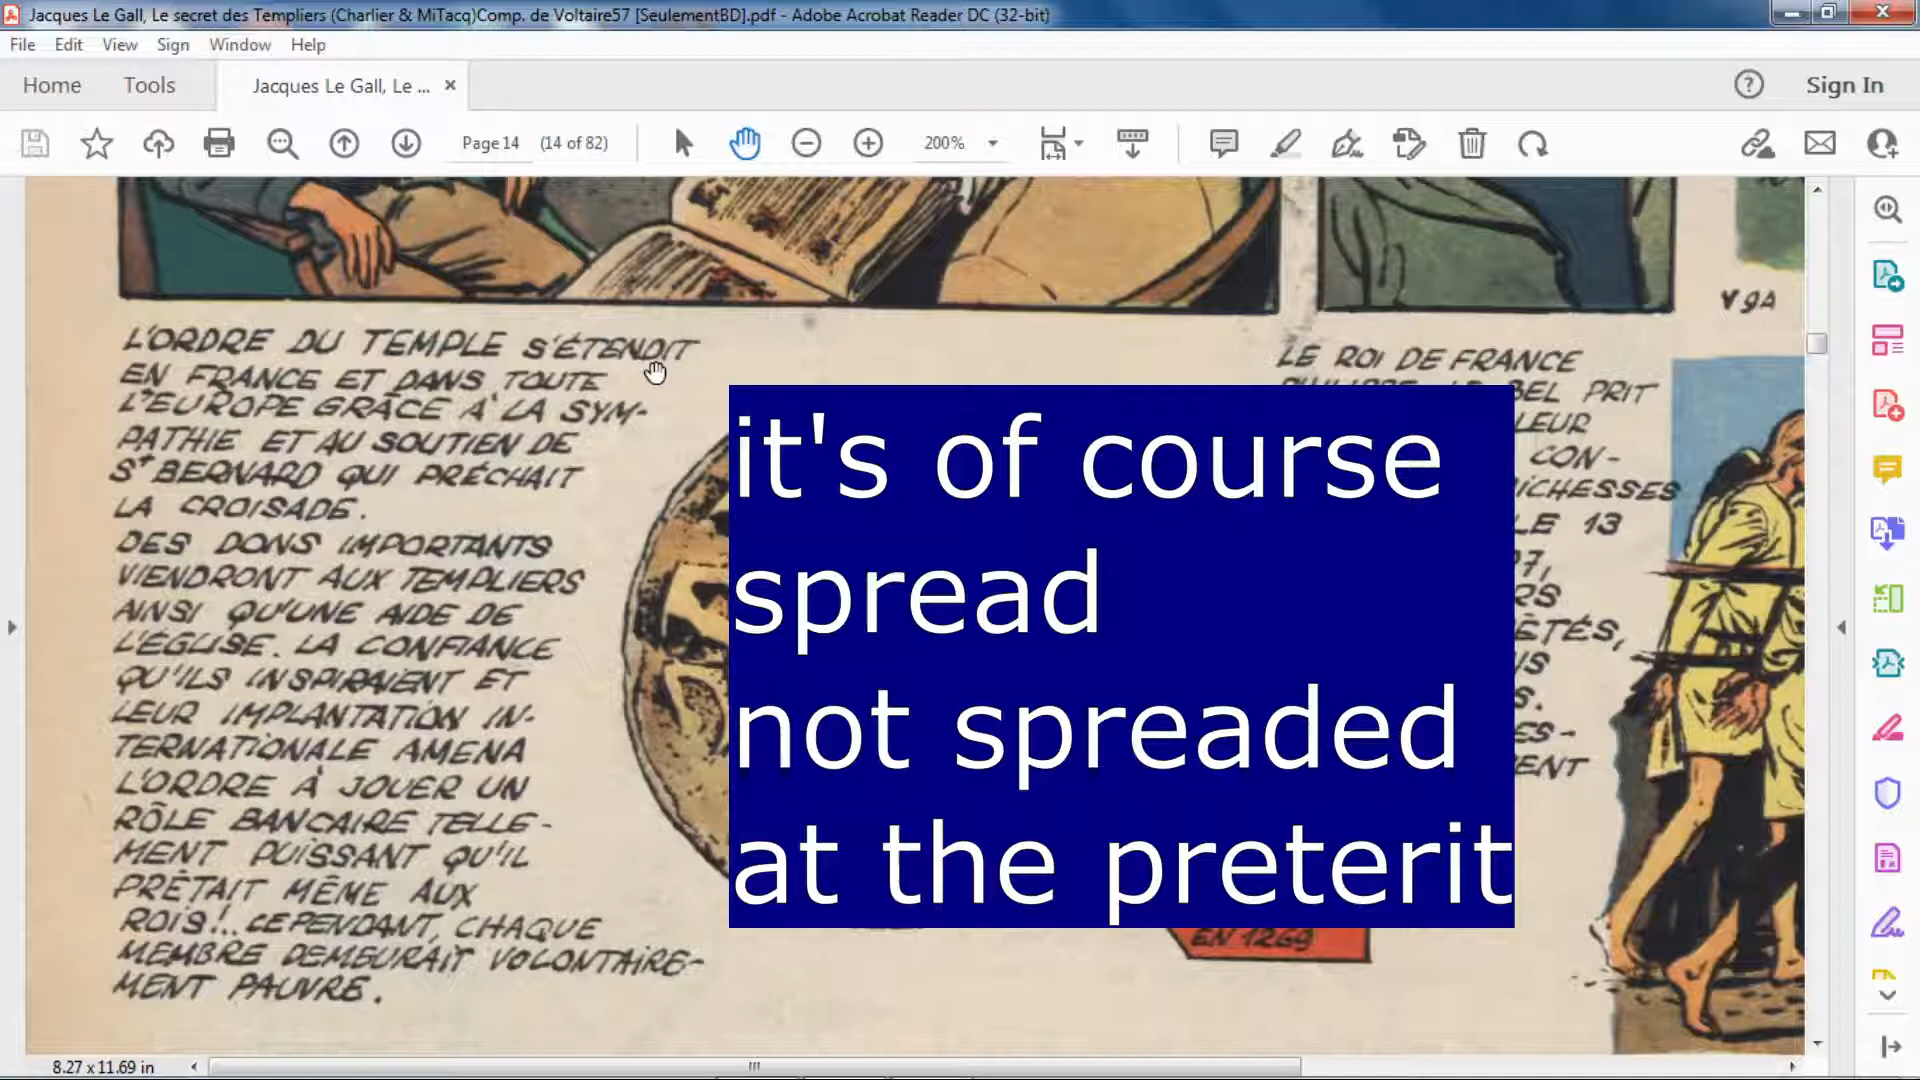 Jacques Le Gall, Le secret des Templiers (Charlier & MiTacq)Comp. de Voltaire57 [SeulementBD].pdf - Adobe Acrobat Reader DC (32-bit)
File Edit View Sign Window Help
Home Tools Jacques Le Gall, Le ... × Sign In
Page 14 (14 of 82) 200%
V 9A
L'ORDRE DU TEMPLE S'ÉTENDIT
EN FRANCE ET DANS TOUTE
L'EUROPE GRÂCE À LA SYM-
PATHIE ET AU SOUTIEN DE
St BERNARD QUI PRÉCHAIT
LA CROISADE.
DES DONS IMPORTANTS
VIENDRONT AUX TEMPLIERS
AINSI QU'UNE AIDE DE
L'ÉGLISE. LA CONFIANCE
QU'ILS INSPIRAIENT ET
LEUR IMPLANTATION IN-
TERNATIONALE AMENA
L'ORDRE À JOUER UN
RÔLE BANCAIRE TELLE-
MENT PUISSANT QU'IL
PRÊTAIT MÊME AUX
ROIS!.. CEPENDANT, CHAQUE
MEMBRE DEMEURAIT VOLONTAIRE-
MENT PAUVRE.
it's of course
spread
not spreaded
at the preterit
EN 1269
LE ROI DE FRANCE
BEL PRIT
LEUR
CON-
RICHESSES
LE 13
7,
RS
ÊTÉS,
S.
ES-
ENT
8.27 x 11.69 in